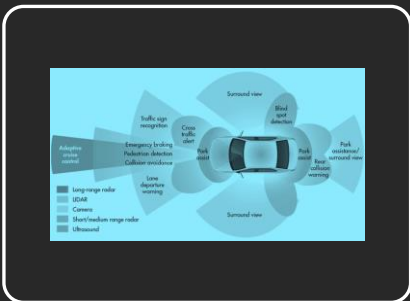 Surround view
Traffic sign
recognition
Blind
spot
detection
Cross
traffic
alert
Adaptive
cruise
control
Emergency braking
Pedestrian detection
Collision avoidance
Park
assist
Park
assist
Rear
collision
warning
Park
assistance/
surround view
Lane
departure
warning
Surround view
Long-range radar
LIDAR
Camera
Short/medium range radar
Ultrasound